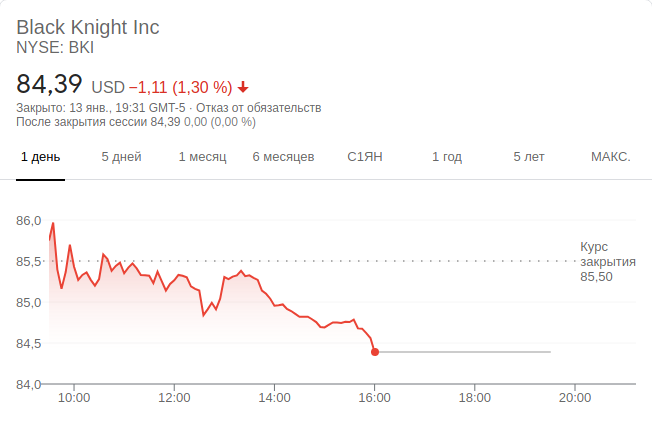 Black Knight Inc
NYSE: BKI
84,39 USD −1,11 (1,30 %)
Закрыто: 13 янв., 19:31 GMT-5 · Отказ от обязательств
После закрытия сессии 84,39 0,00 (0,00 %)
1 день 5 дней 1 месяц 6 месяцев С1ЯН 1 год 5 лет МАКС.
86,0
Курс
85,5 закрытия
85,50
85,0
84,5
84,0
10:00 12:00 14:00 16:00 18:00 20:00